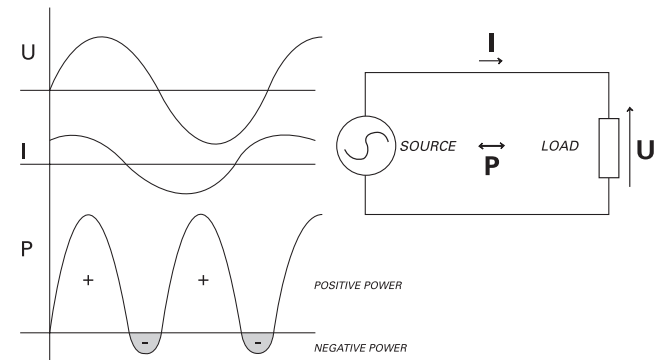 U
I
P
+
+
-
-
POSITIVE POWER
NEGATIVE POWER
I
SOURCE
P
LOAD
U